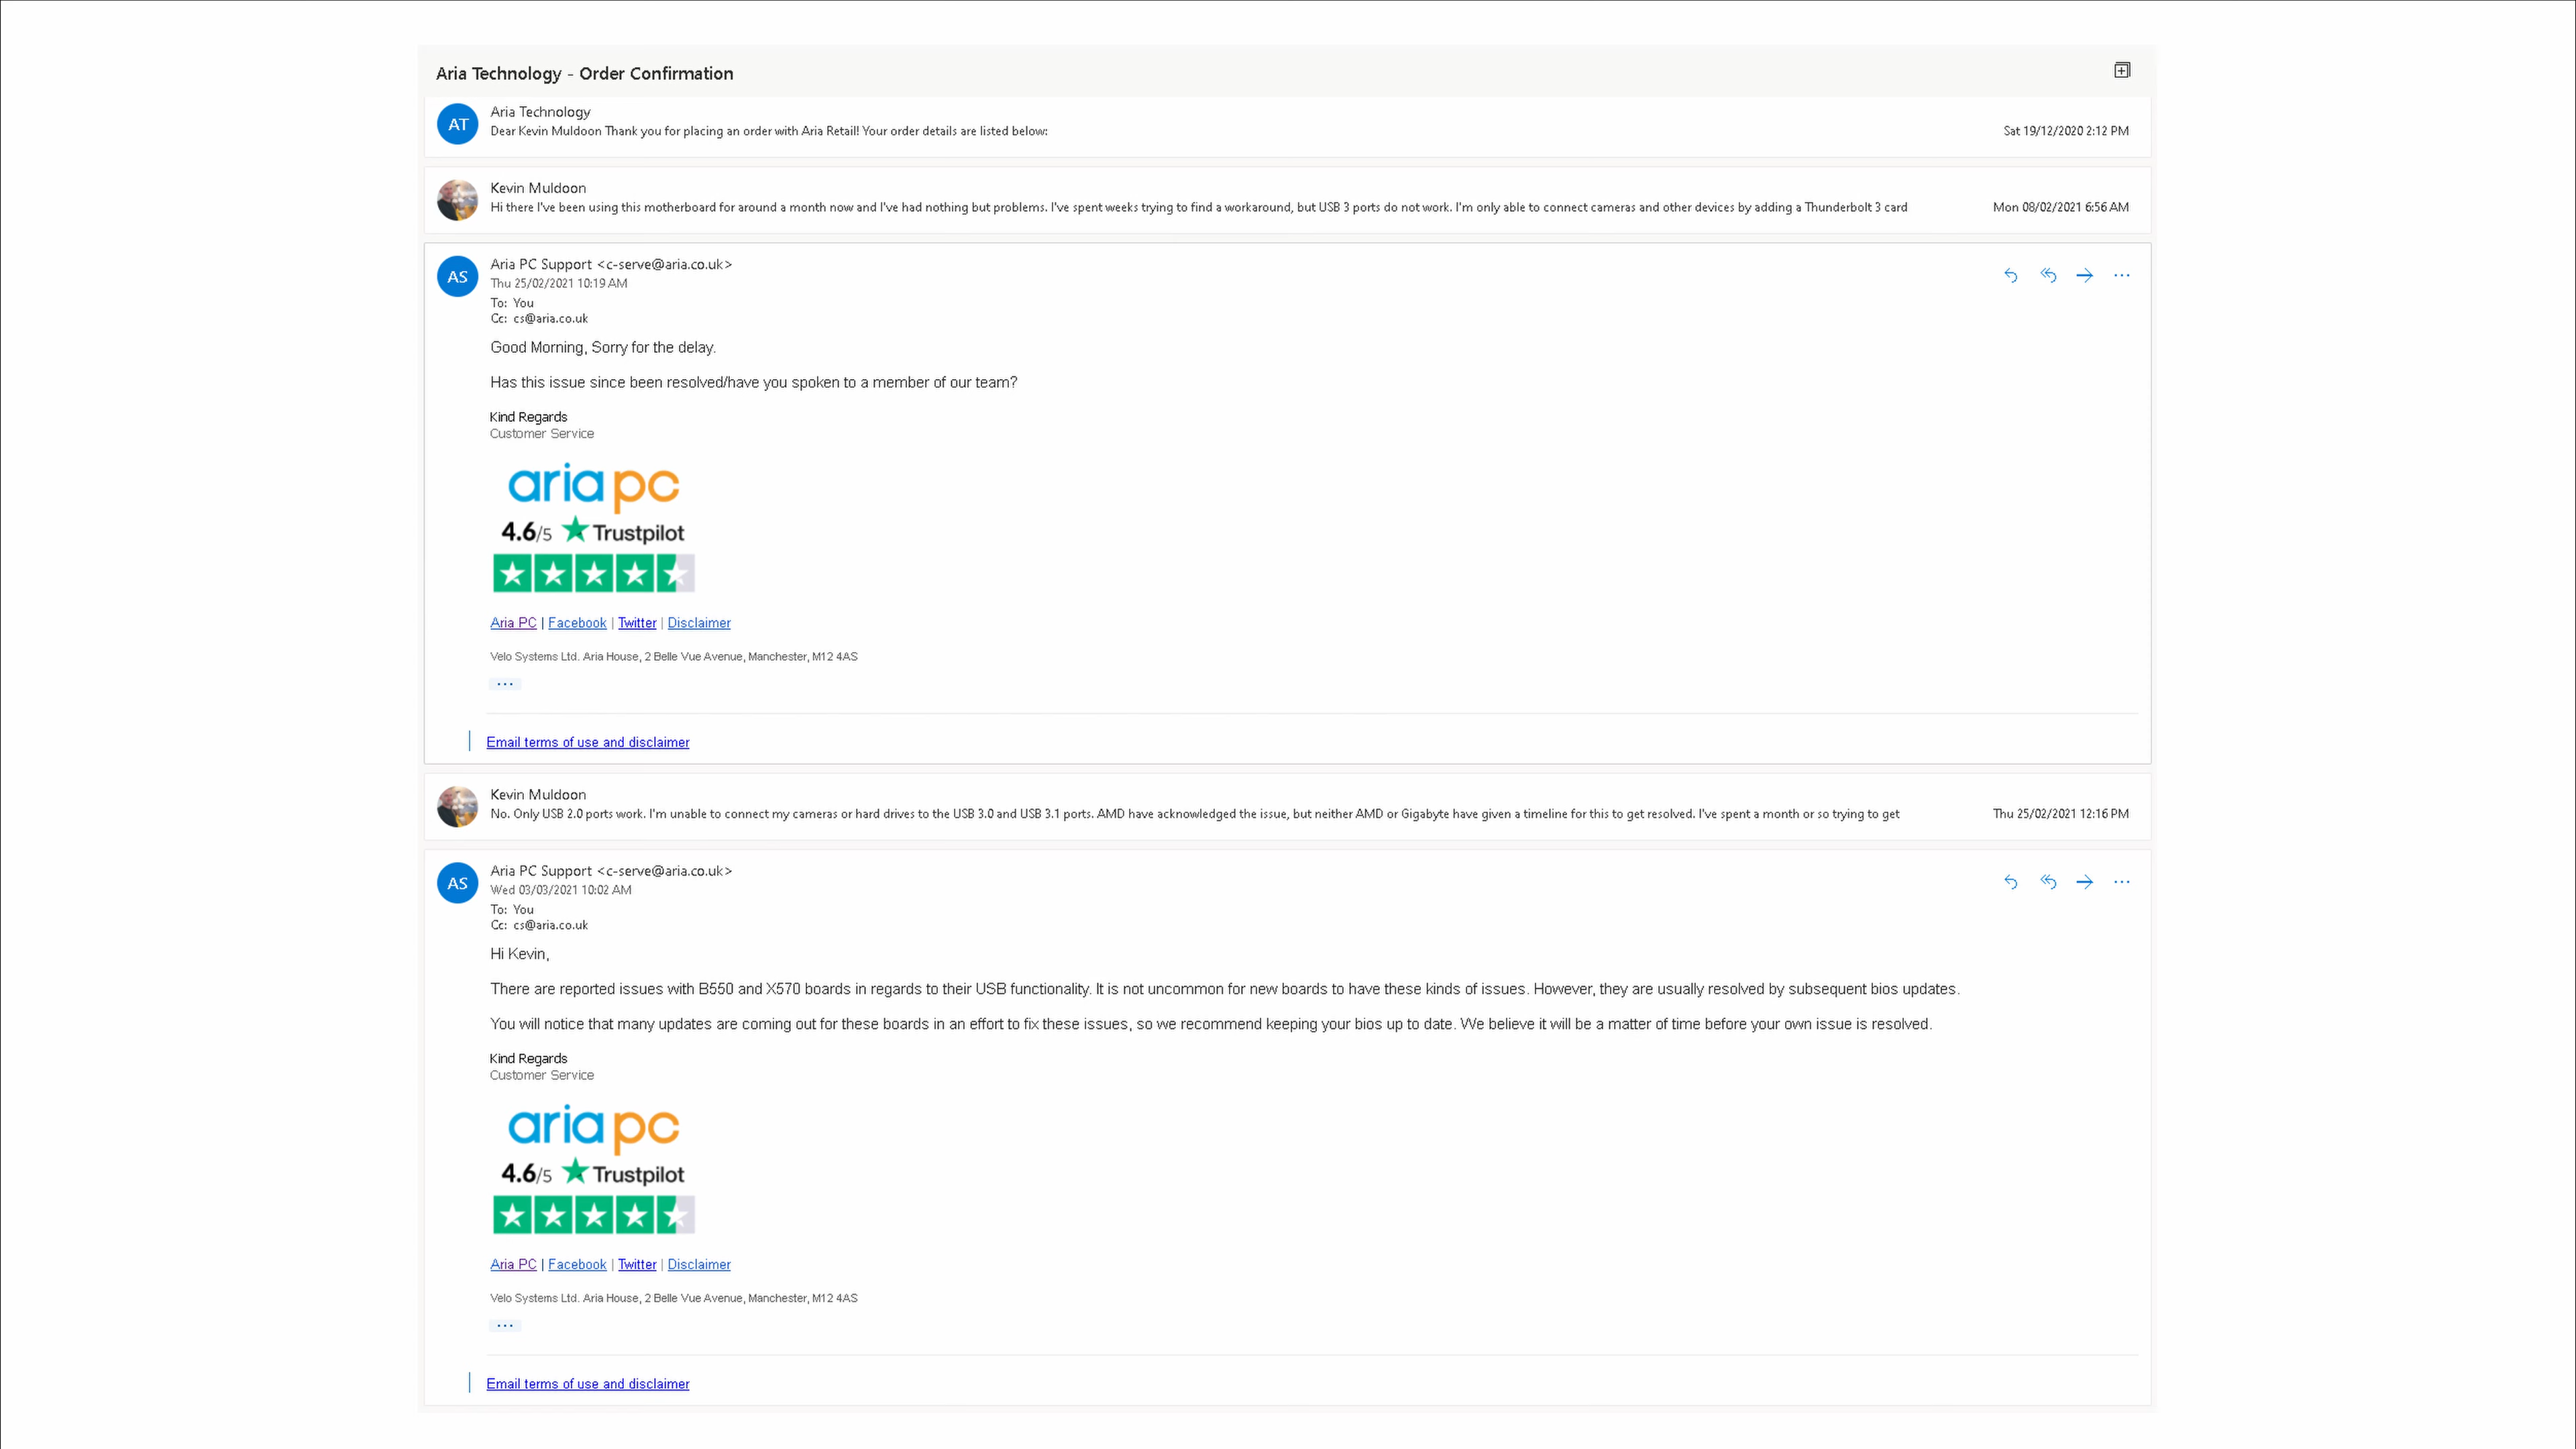 Aria Technology - Order Confirmation
AT
Aria Technology
Dear Kevin Muldoon Thank you for placing an order with Aria Retail! Your order details are listed below:
Sat 19/12/2020 2:12 PM
Kevin Muldoon
Hi there I've been using this motherboard for around a month now and I've had nothing but problems. I've spent weeks trying to find a workaround, but USB 3 ports do not work. I'm only able to connect cameras and other devices by adding a Thunderbolt 3 card
Mon 08/02/2021 6:56 AM
AS
Aria PC Support <c-serve@aria.co.uk>
Thu 25/02/2021 10:19 AM
To: You
Cc: cs@aria.co.uk
Good Morning, Sorry for the delay.
Has this issue since been resolved/have you spoken to a member of our team?
Kind Regards
Customer Service
aria pc
4.6/5 Trustpilot
Aria PC | Facebook | Twitter | Disclaimer
Velo Systems Ltd. Aria House, 2 Belle Vue Avenue, Manchester, M12 4AS
...
Email terms of use and disclaimer
Kevin Muldoon
No. Only USB 2.0 ports work. I'm unable to connect my cameras or hard drives to the USB 3.0 and USB 3.1 ports. AMD have acknowledged the issue, but neither AMD or Gigabyte have given a timeline for this to get resolved. I've spent a month or so trying to get
Thu 25/02/2021 12:16 PM
AS
Aria PC Support <c-serve@aria.co.uk>
Wed 03/03/2021 10:02 AM
To: You
Cc: cs@aria.co.uk
Hi Kevin,
There are reported issues with B550 and X570 boards in regards to their USB functionality. It is not uncommon for new boards to have these kinds of issues. However, they are usually resolved by subsequent bios updates.
You will notice that many updates are coming out for these boards in an effort to fix these issues, so we recommend keeping your bios up to date. We believe it will be a matter of time before your own issue is resolved.
Kind Regards
Customer Service
aria pc
4.6/5 Trustpilot
Aria PC | Facebook | Twitter | Disclaimer
Velo Systems Ltd. Aria House, 2 Belle Vue Avenue, Manchester, M12 4AS
...
Email terms of use and disclaimer